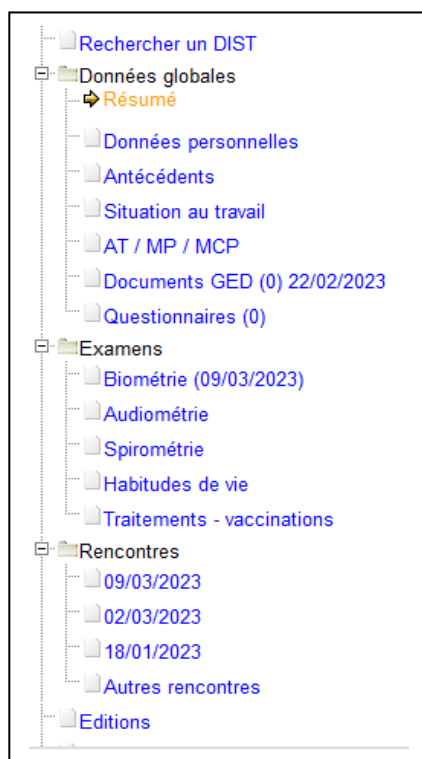 Rechercher un DIST
Données globales
Résumé
Données personnelles
Antécédents
Situation au travail
AT / MP / MCP
Documents GED (0) 22/02/2023
Questionnaires (0)
Examens
Biométrie (09/03/2023)
Audiométrie
Spirométrie
Habitudes de vie
Traitements - vaccinations
Rencontres
09/03/2023
02/03/2023
18/01/2023
Autres rencontres
Editions